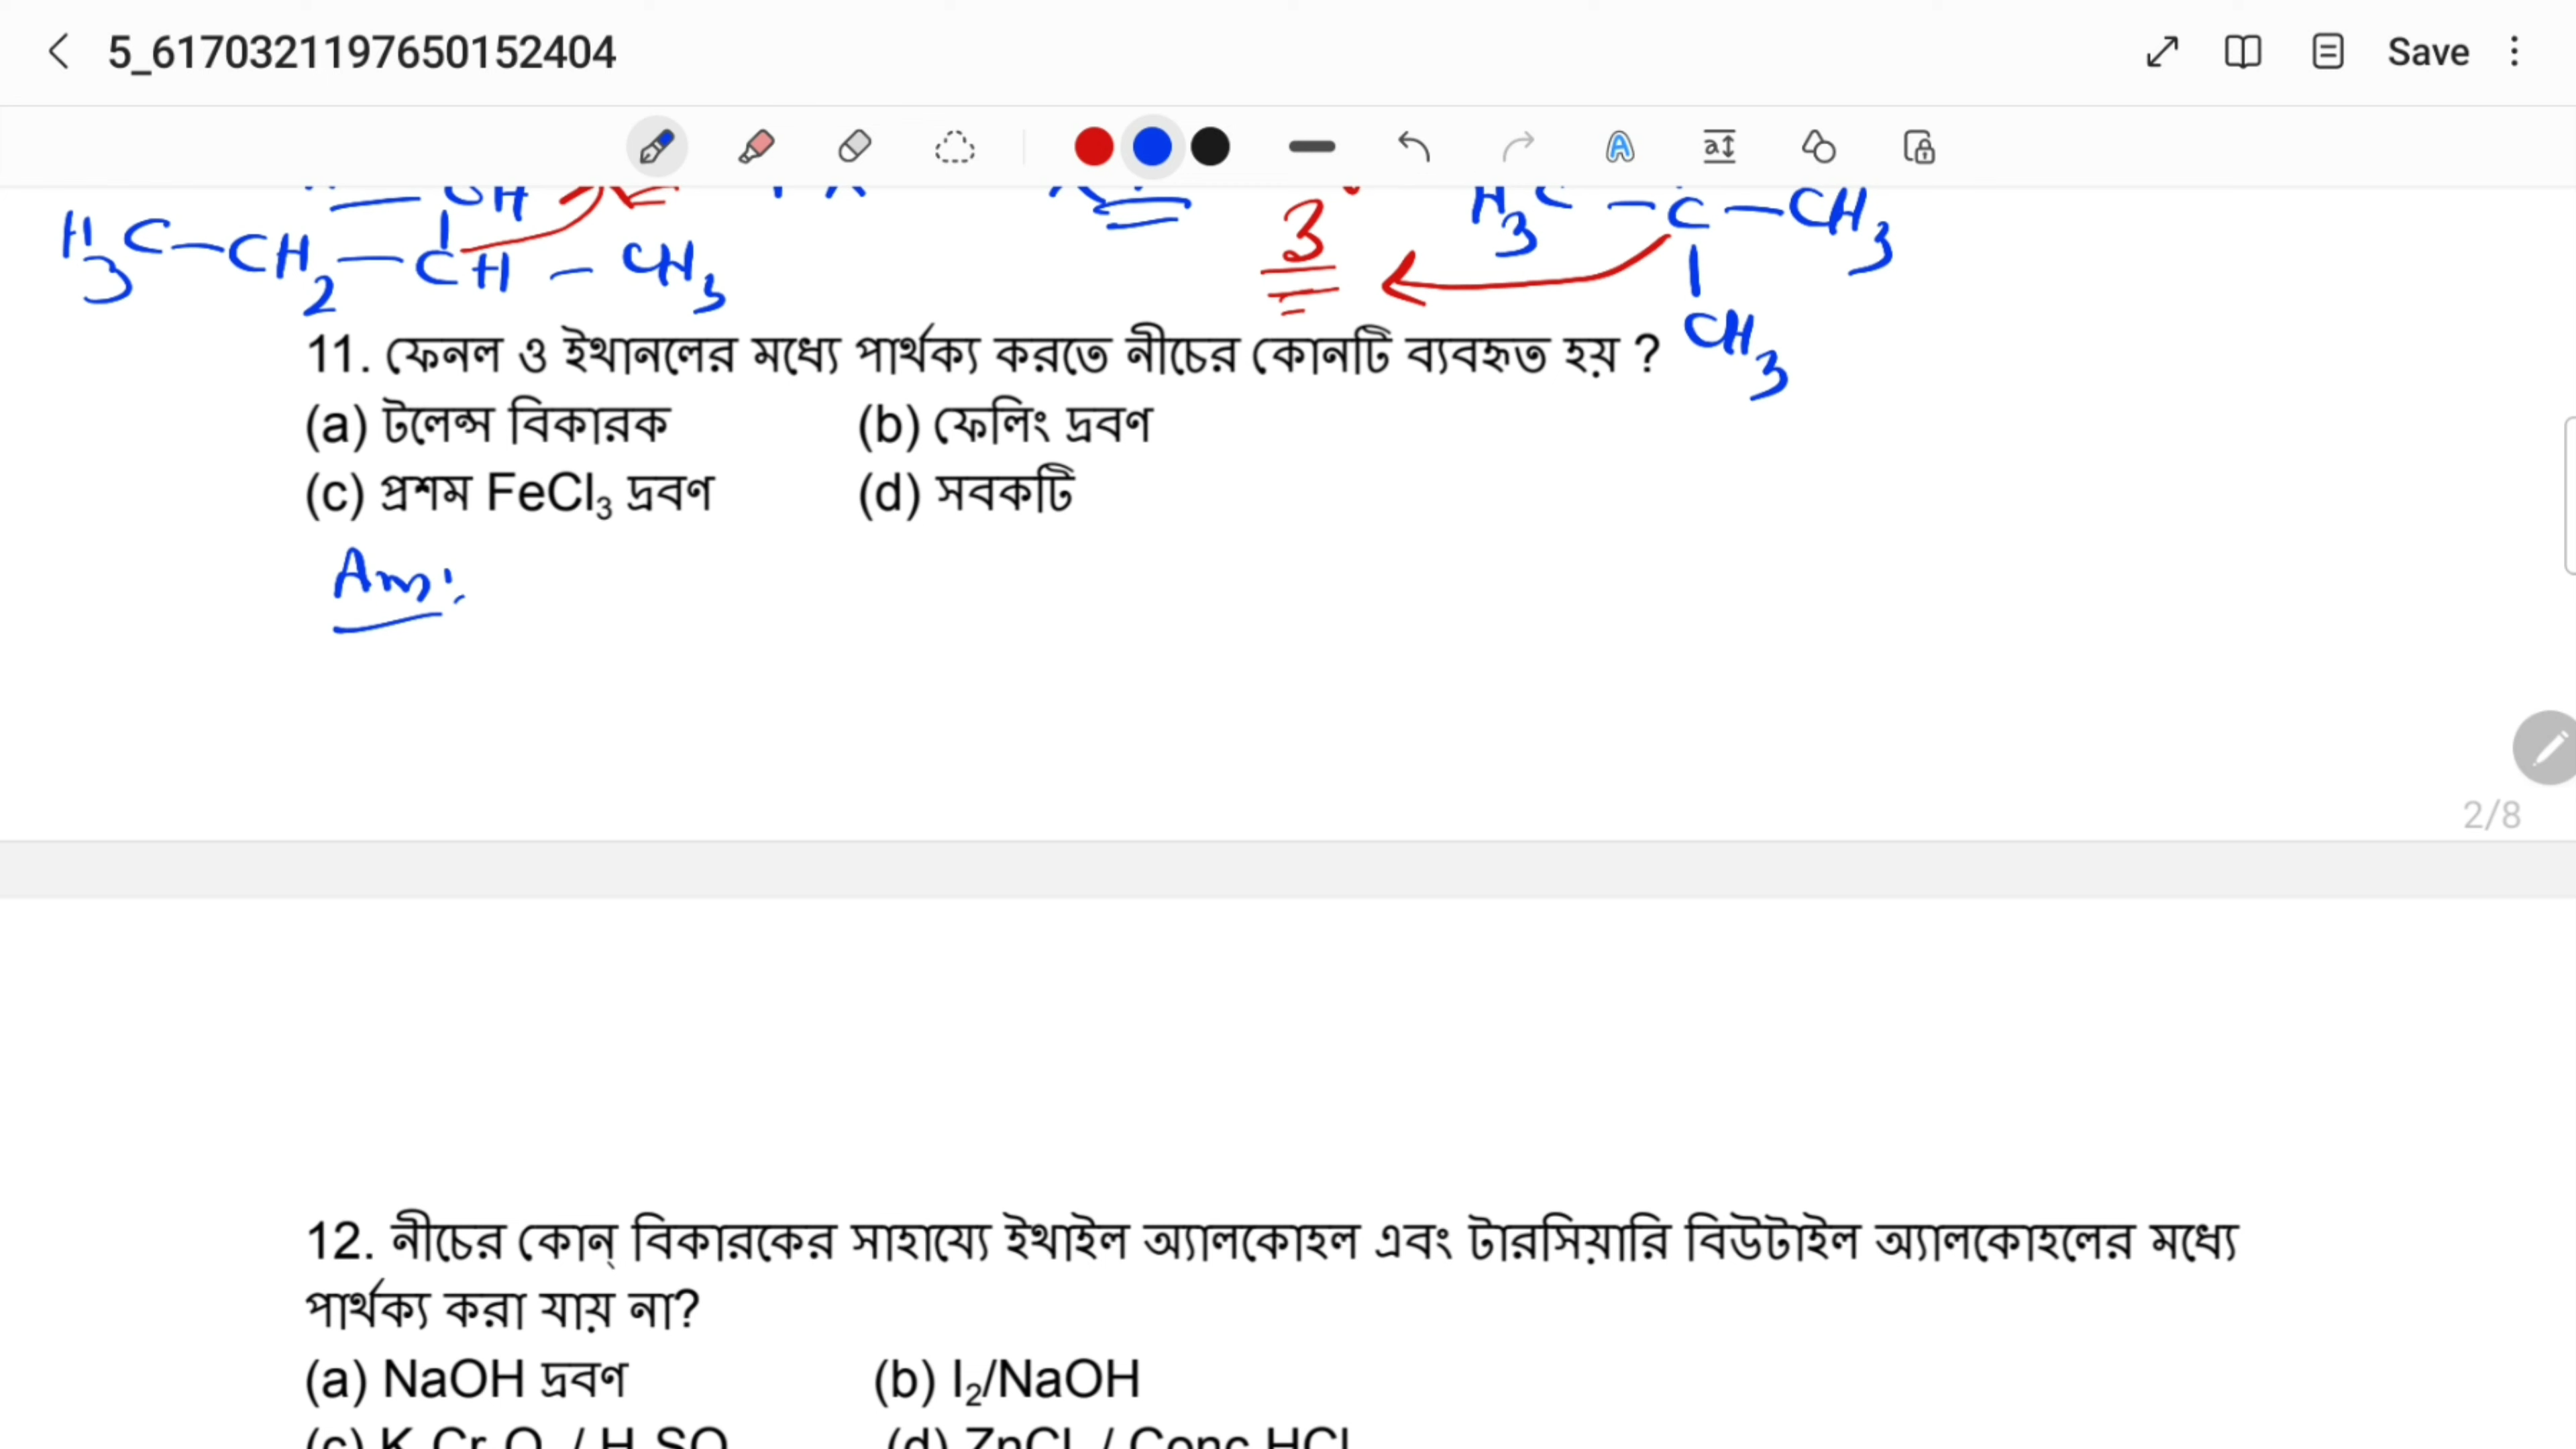 5_6170321197650152404
Save
H₃C—CH₂—CH—CH₃
3
H₃C—C—CH₃
CH₃
11. ফেনল ও ইথানলের মধ্যে পার্থক্য করতে নীচের কোনটি ব্যবহৃত হয় ?
(a) টলেন্স বিকারক (b) ফেলিং দ্রবণ
(c) প্রশম FeCl₃ দ্রবণ (d) সবকটি
Ans:
2/8
12. নীচের কোন্ বিকারকের সাহায্যে ইথাইল অ্যালকোহল এবং টারসিয়ারি বিউটাইল অ্যালকোহলের মধ্যে
পার্থক্য করা যায় না?
(a) NaOH দ্রবণ (b) I₂/NaOH